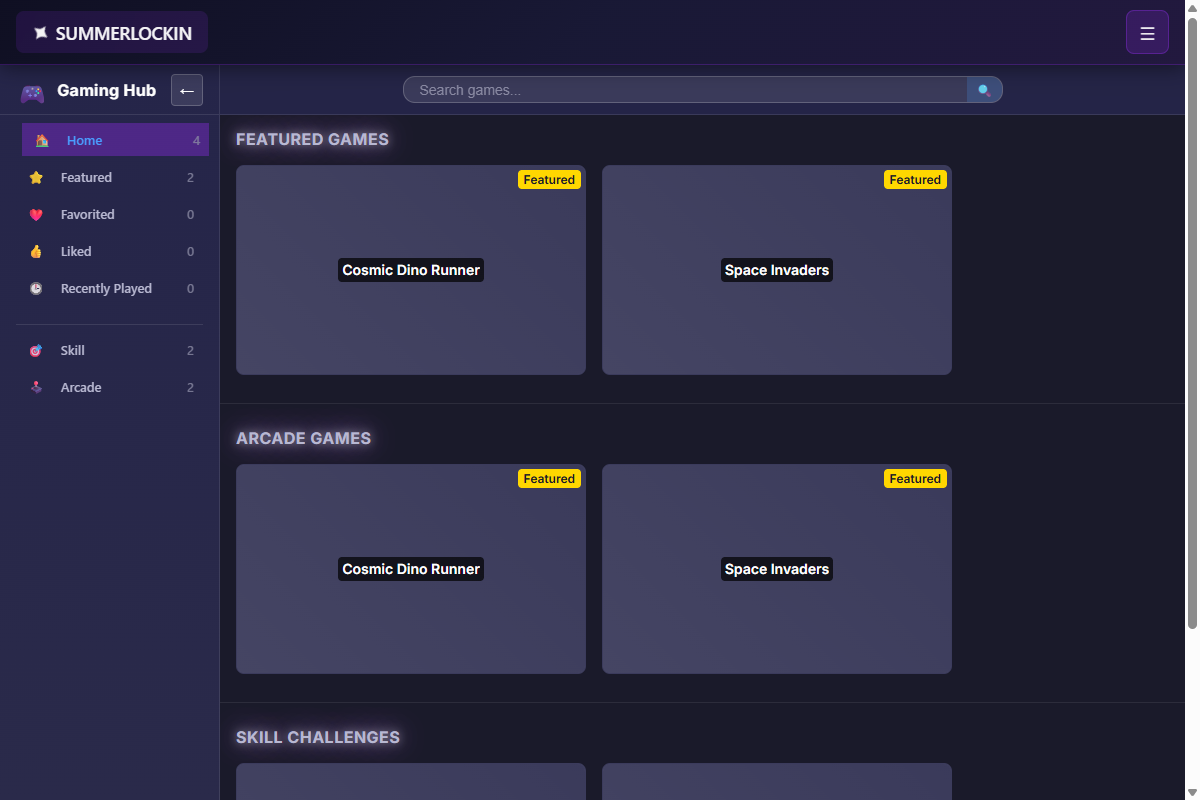 SUMMERLOCKIN
☰
Gaming Hub
←
Search games...
Home 4
Featured 2
Favorited 0
Liked 0
Recently Played 0
Skill 2
Arcade 2
FEATURED GAMES
Featured
Cosmic Dino Runner
Featured
Space Invaders
ARCADE GAMES
Featured
Cosmic Dino Runner
Featured
Space Invaders
SKILL CHALLENGES